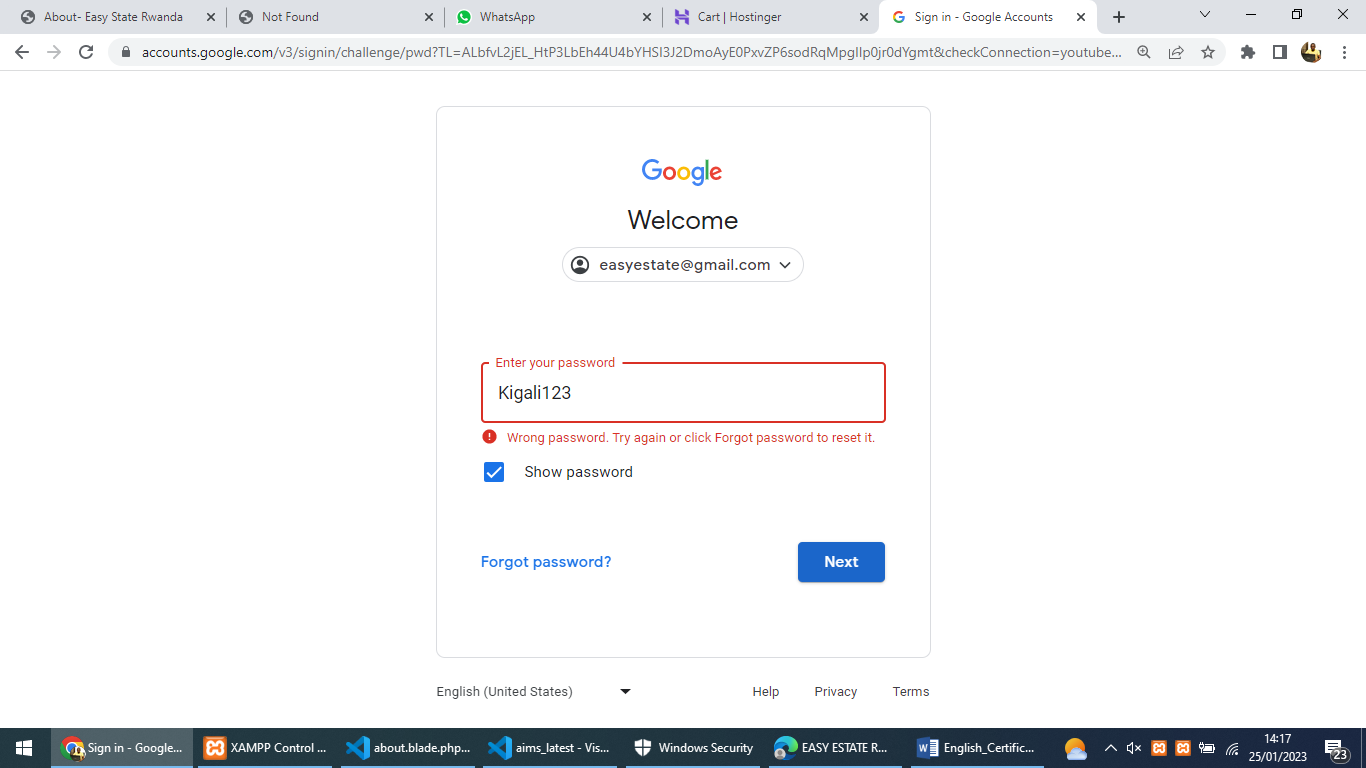 About- Easy State Rwanda
Not Found
WhatsApp
Cart | Hostinger
Sign in - Google Accounts
accounts.google.com/v3/signin/challenge/pwd?TL=ALbfvL2jEL_HtP3LbEh44U4bYHSI3J2DmoAyE0PxvZP6sodRqMpgIlp0jr0dYgmt&checkConnection=youtube...
Google
Welcome
easyestate@gmail.com
Enter your password
Kigali123
Wrong password. Try again or click Forgot password to reset it.
Show password
Forgot password?
Next
English (United States)
Help
Privacy
Terms
Sign in - Google...
XAMPP Control ...
about.blade.php...
aims_latest - Vis...
Windows Security
EASY ESTATE R...
English_Certific...
14:17
25/01/2023
23